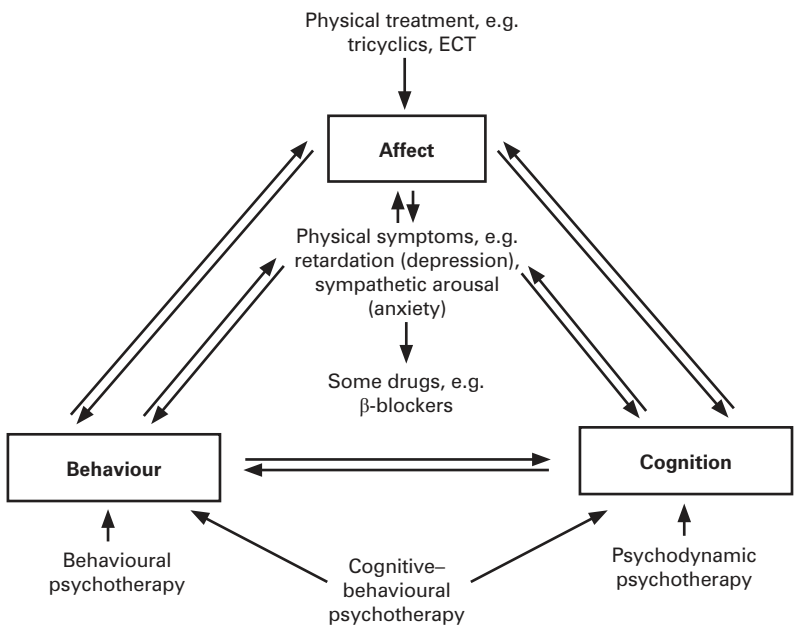 Physical treatment, e.g.
tricyclics, ECT
Affect
Physical symptoms, e.g.
retardation (depression),
sympathetic arousal
(anxiety)
Some drugs, e.g.
β-blockers
Behaviour
Cognition
Behavioural
psychotherapy
Cognitive–
behavioural
psychotherapy
Psychodynamic
psychotherapy